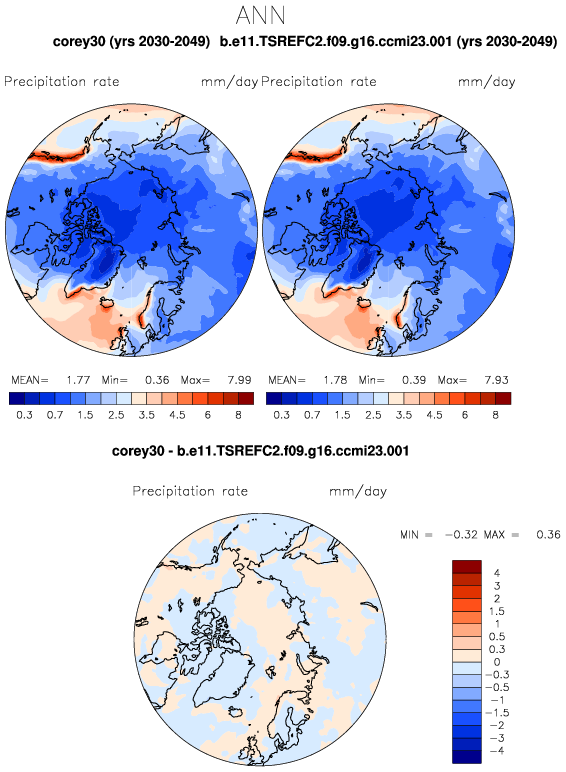 ANN
corey30 (yrs 2030-2049) b.e11.TSREFC2.f09.g16.ccmi23.001 (yrs 2030-2049)
Precipitation rate mm/day Precipitation rate mm/day
MEAN= 1.77 Min= 0.36 Max= 7.99 MEAN= 1.78 Min= 0.39 Max= 7.93
0.3 0.7 1.5 2.5 3.5 4.5 6 8 0.3 0.7 1.5 2.5 3.5 4.5 6 8
corey30 - b.e11.TSREFC2.f09.g16.ccmi23.001
Precipitation rate mm/day
MIN = -0.32 MAX = 0.36
4
3
2
1.5
1
0.5
0.3
0
-0.3
-0.5
-1
-1.5
-2
-3
-4